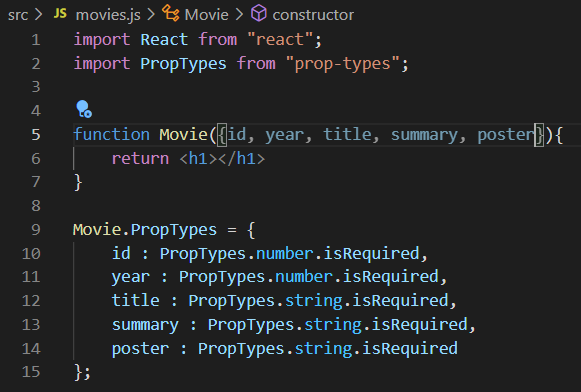 src > JS movies.js > Movie > constructor
1 import React from "react";
2 import PropTypes from "prop-types";
3
4
5 function Movie({id, year, title, summary, poster}){
6     return <h1></h1>
7 }
8
9 Movie.PropTypes = {
10     id : PropTypes.number.isRequired,
11     year : PropTypes.number.isRequired,
12     title : PropTypes.string.isRequired,
13     summary : PropTypes.string.isRequired,
14     poster : PropTypes.string.isRequired
15 };